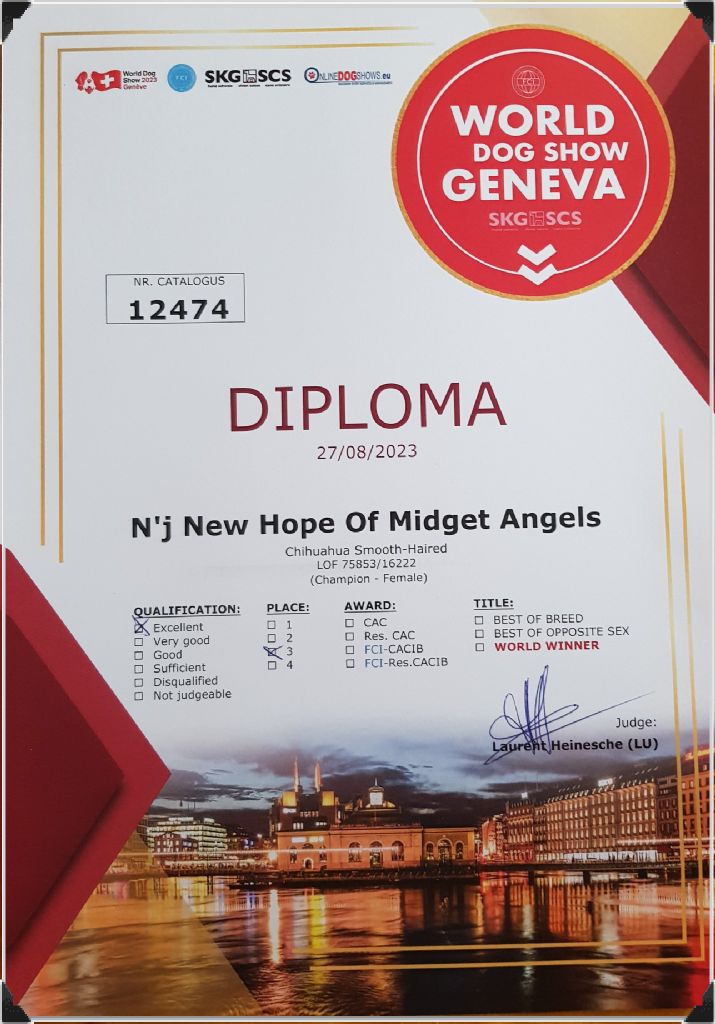 World Dog
Show 2023
Genève
FCI
SKG SCS
ONLINEDOGSHOWS.eu
FCI
WORLD
DOG SHOW
GENEVA
SKG SCS
NR. CATALOGUS
12474
DIPLOMA
27/08/2023
N'j New Hope Of Midget Angels
Chihuahua Smooth-Haired
LOF 75853/16222
(Champion - Female)
QUALIFICATION:
Excellent
Very good
Good
Sufficient
Disqualified
Not judgeable
PLACE:
1
2
3
4
AWARD:
CAC
Res. CAC
FCI-CACIB
FCI-Res.CACIB
TITLE:
BEST OF BREED
BEST OF OPPOSITE SEX
WORLD WINNER
Judge:
Laurent Heinesche (LU)